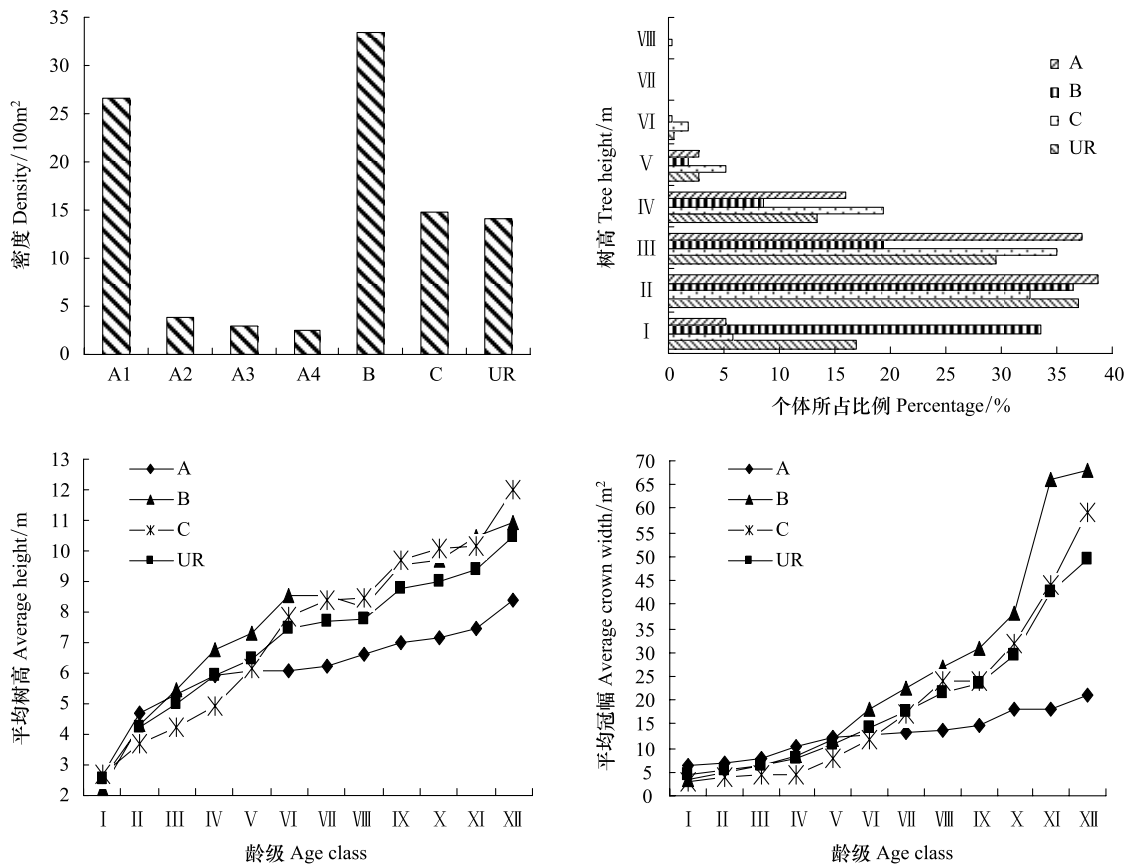 密度 Density/100m²
35
30
25
20
15
10
5
0
A1 A2 A3 A4 B C UR
树高 Tree height/m
Ⅷ
Ⅶ
Ⅵ
Ⅴ
Ⅳ
Ⅲ
Ⅱ
Ⅰ
A
B
C
UR
0 5 10 15 20 25 30 35 40
个体所占比例 Percentage/%
平均树高 Average height/m
13
12
11
10
9
8
7
6
5
4
3
2
A
B
C
UR
Ⅰ Ⅱ Ⅲ Ⅳ Ⅴ Ⅵ Ⅶ Ⅷ Ⅸ Ⅹ Ⅺ Ⅻ
龄级 Age class
平均冠幅 Average crown width/m²
70
65
60
55
50
45
40
35
30
25
20
15
10
5
0
A
B
C
UR
Ⅰ Ⅱ Ⅲ Ⅳ Ⅴ Ⅵ Ⅶ Ⅷ Ⅸ Ⅹ Ⅺ Ⅻ
龄级 Age class